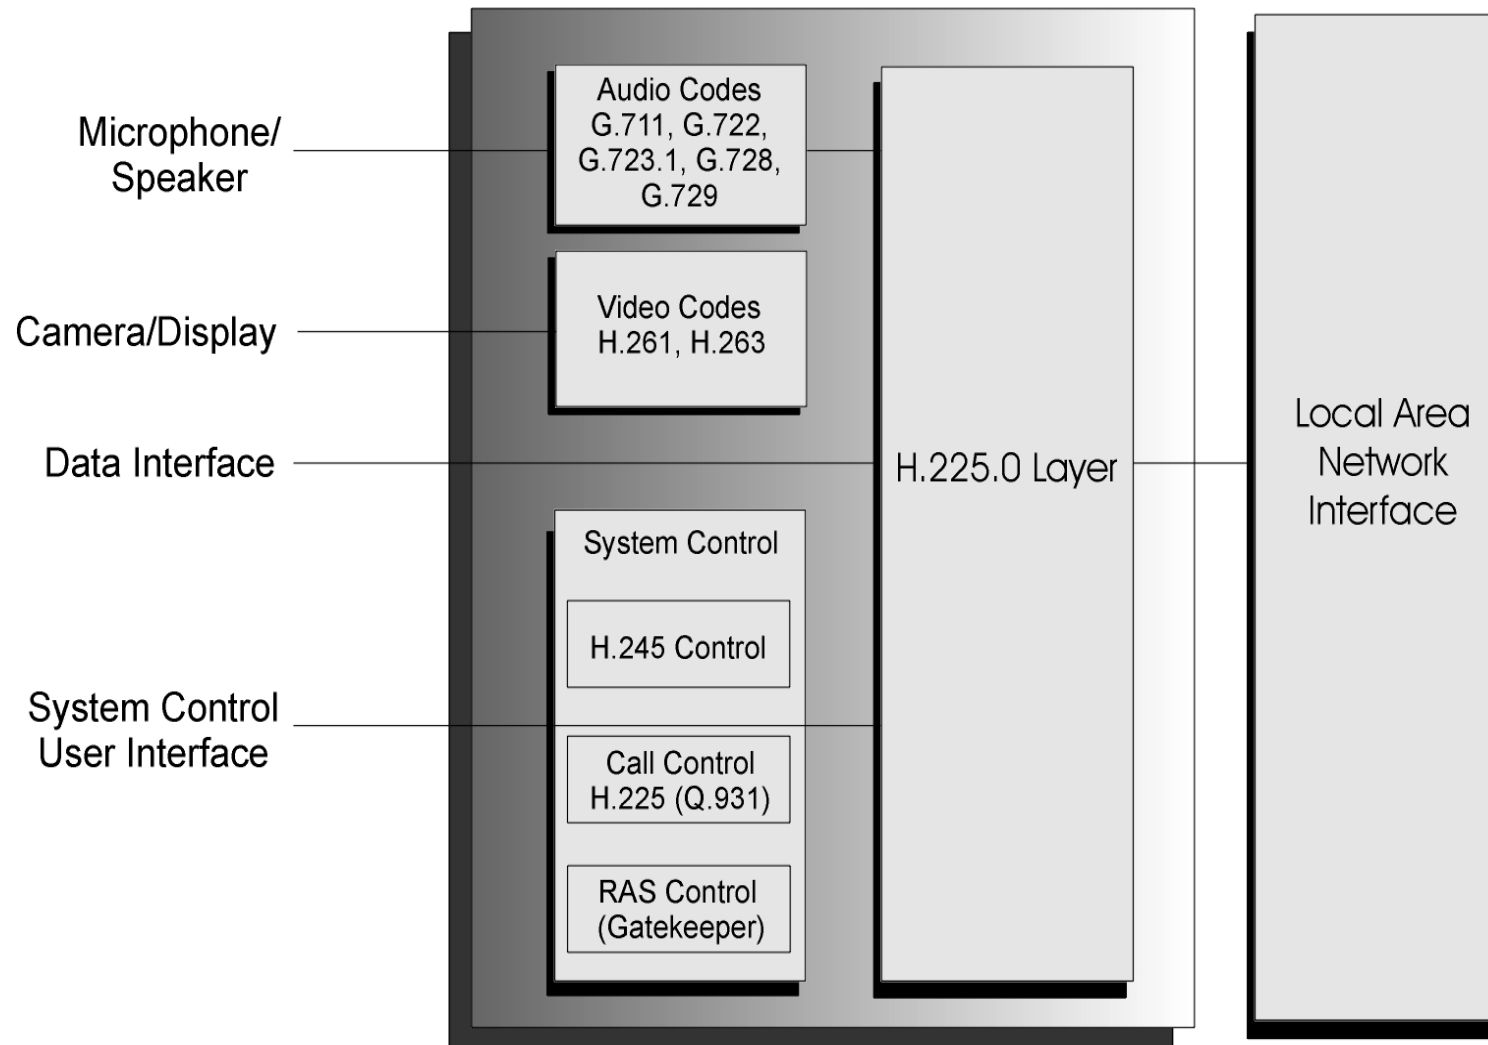 Microphone/
Speaker
Camera/Display
Data Interface
System Control
User Interface
Audio Codes
G.711, G.722,
G.723.1, G.728,
G.729
Video Codes
H.261, H.263
System Control
H.245 Control
Call Control
H.225 (Q.931)
RAS Control
(Gatekeeper)
H.225.0 Layer
Local Area
Network
Interface